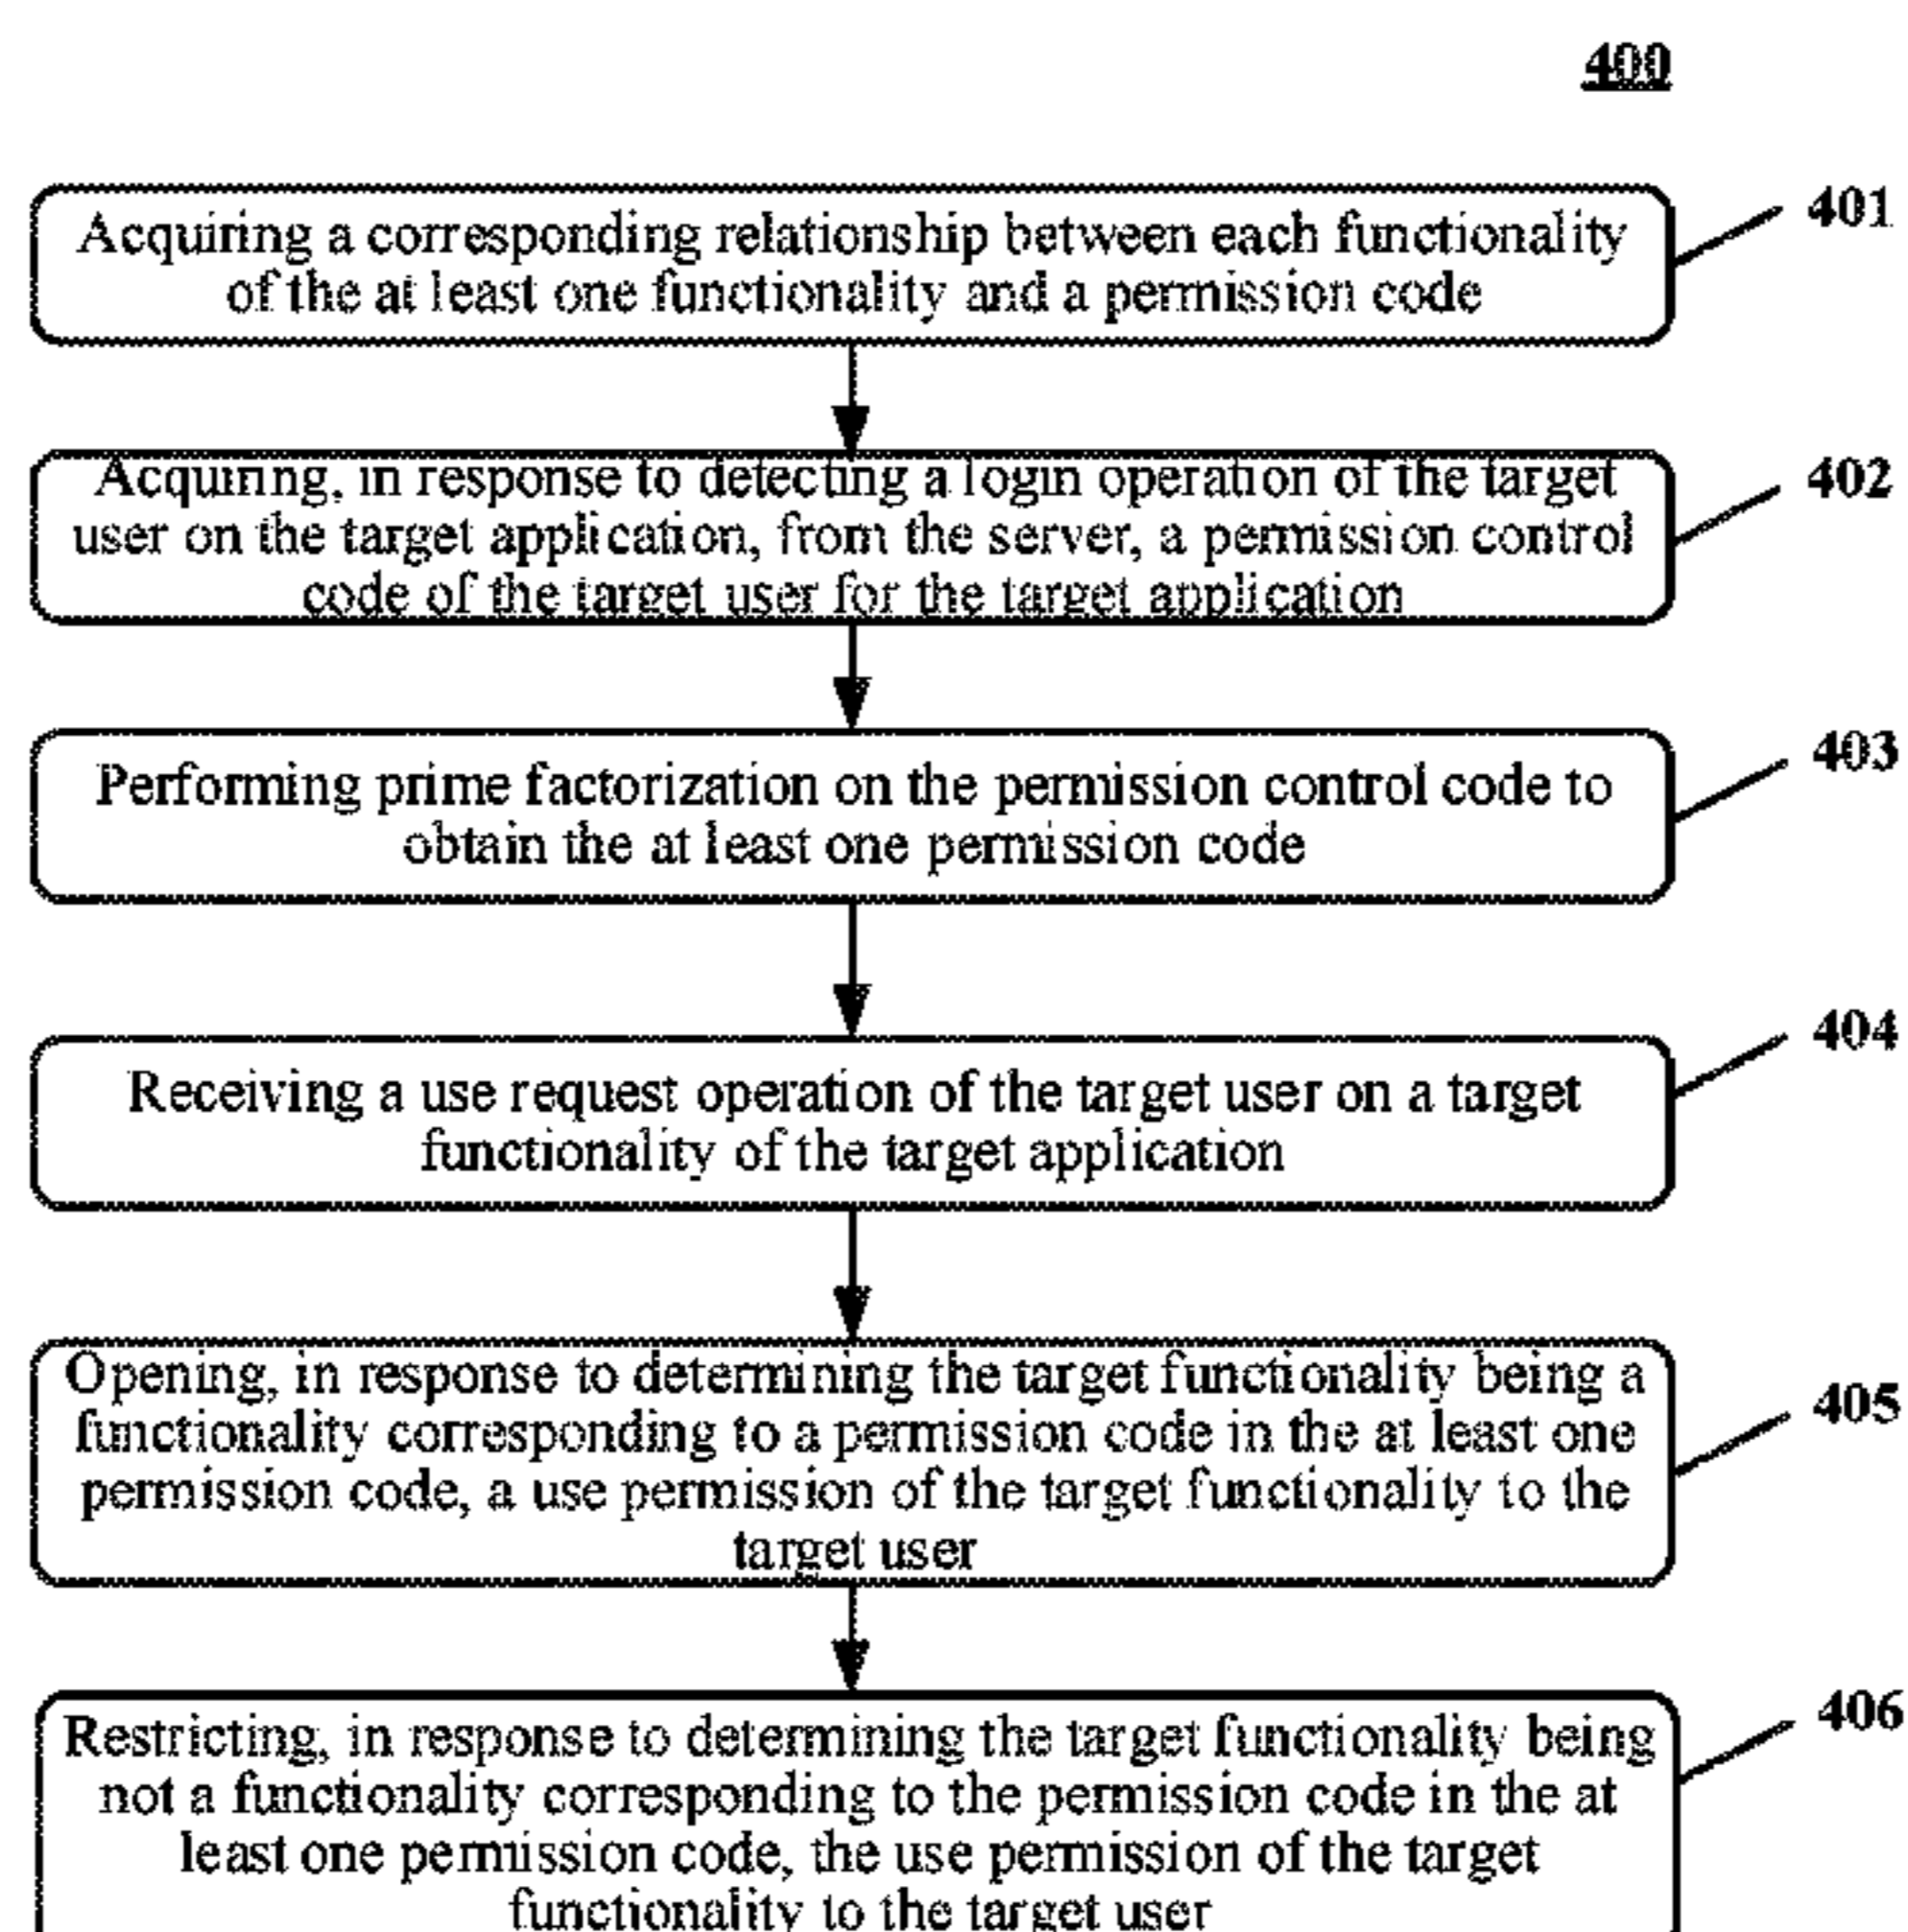 400
Acquiring a corresponding relationship between each functionality
of the at least one functionality and a permission code
401
Acquiring, in response to detecting a login operation of the target
user on the target application, from the server, a permission control
code of the target user for the target application
402
Performing prime factorization on the permission control code to
obtain the at least one permission code
403
Receiving a use request operation of the target user on a target
functionality of the target application
404
Opening, in response to determining the target functionality being a
functionality corresponding to a permission code in the at least one
permission code, a use permission of the target functionality to the
target user
405
Restricting, in response to determining the target functionality being
not a functionality corresponding to the permission code in the at
least one permission code, the use permission of the target
functionality to the target user
406